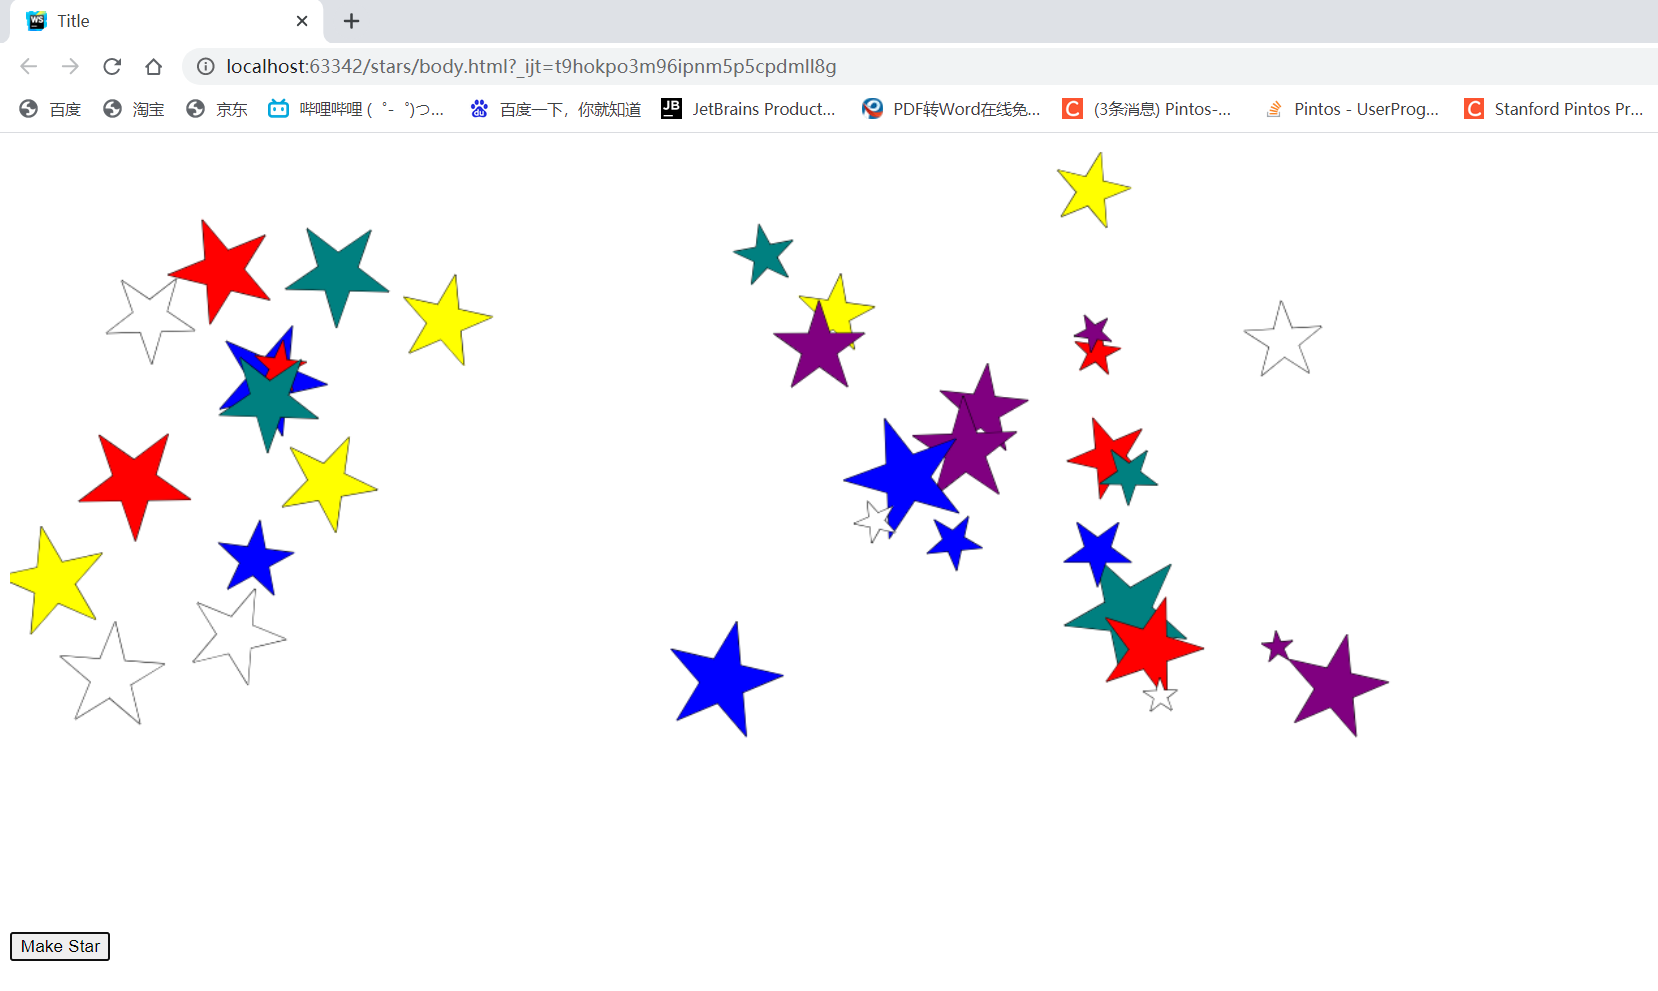 Title
localhost:63342/stars/body.html?_ijt=t9hokpo3m96ipnm5p5cpdmll8g
百度 淘宝 京东 哔哩哔哩 (゜-゜)つ... 百度一下，你就知道 JetBrains Product... PDF转Word在线免... (3条消息) Pintos-... Pintos - UserProg... Stanford Pintos Pr...
Make Star